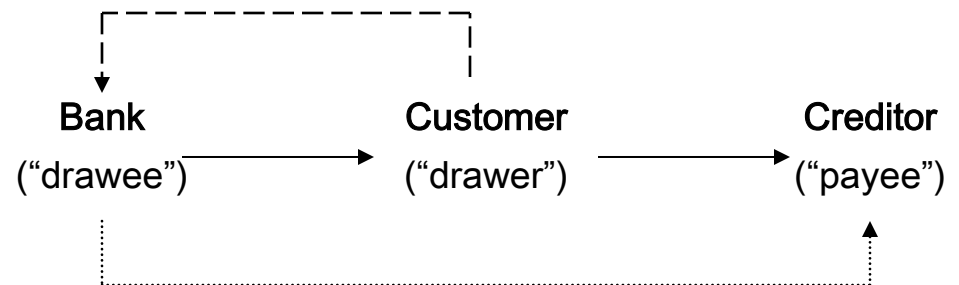 Bank Customer Creditor
(“drawee”) (“drawer”) (“payee”)